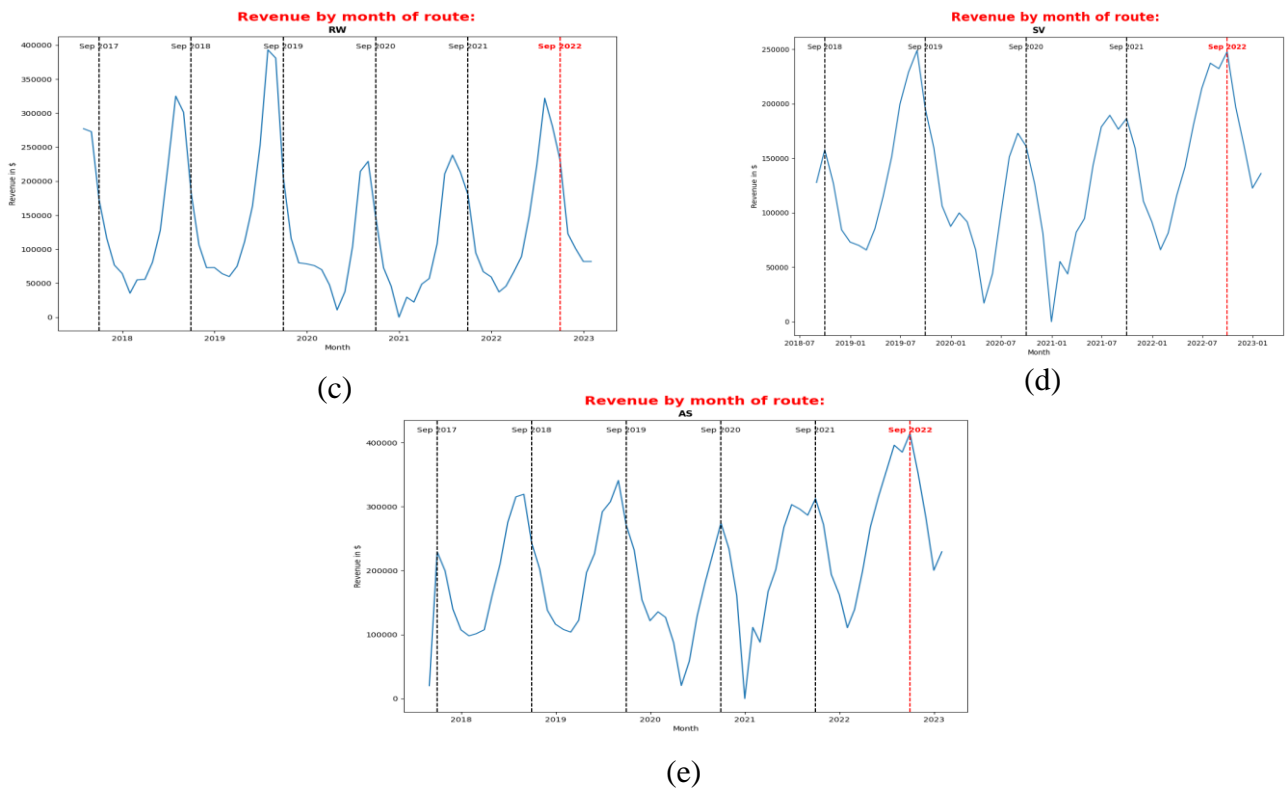 Revenue by month of route:
RW
Sep 2017 Sep 2018 Sep 2019 Sep 2020 Sep 2021 Sep 2022
400000
350000
300000
250000
200000
150000
100000
50000
0
Revenue in $
2018 2019 2020 2021 2022 2023
Month
(c)
Revenue by month of route:
SV
Sep 2018 Sep 2019 Sep 2020 Sep 2021 Sep 2022
250000
200000
150000
100000
50000
0
Revenue in $
2018-07 2019-01 2019-07 2020-01 2020-07 2021-01 2021-07 2022-01 2022-07 2023-01
Month
(d)
Revenue by month of route:
AS
Sep 2017 Sep 2018 Sep 2019 Sep 2020 Sep 2021 Sep 2022
400000
300000
200000
100000
0
Revenue in $
2018 2019 2020 2021 2022 2023
Month
(e)